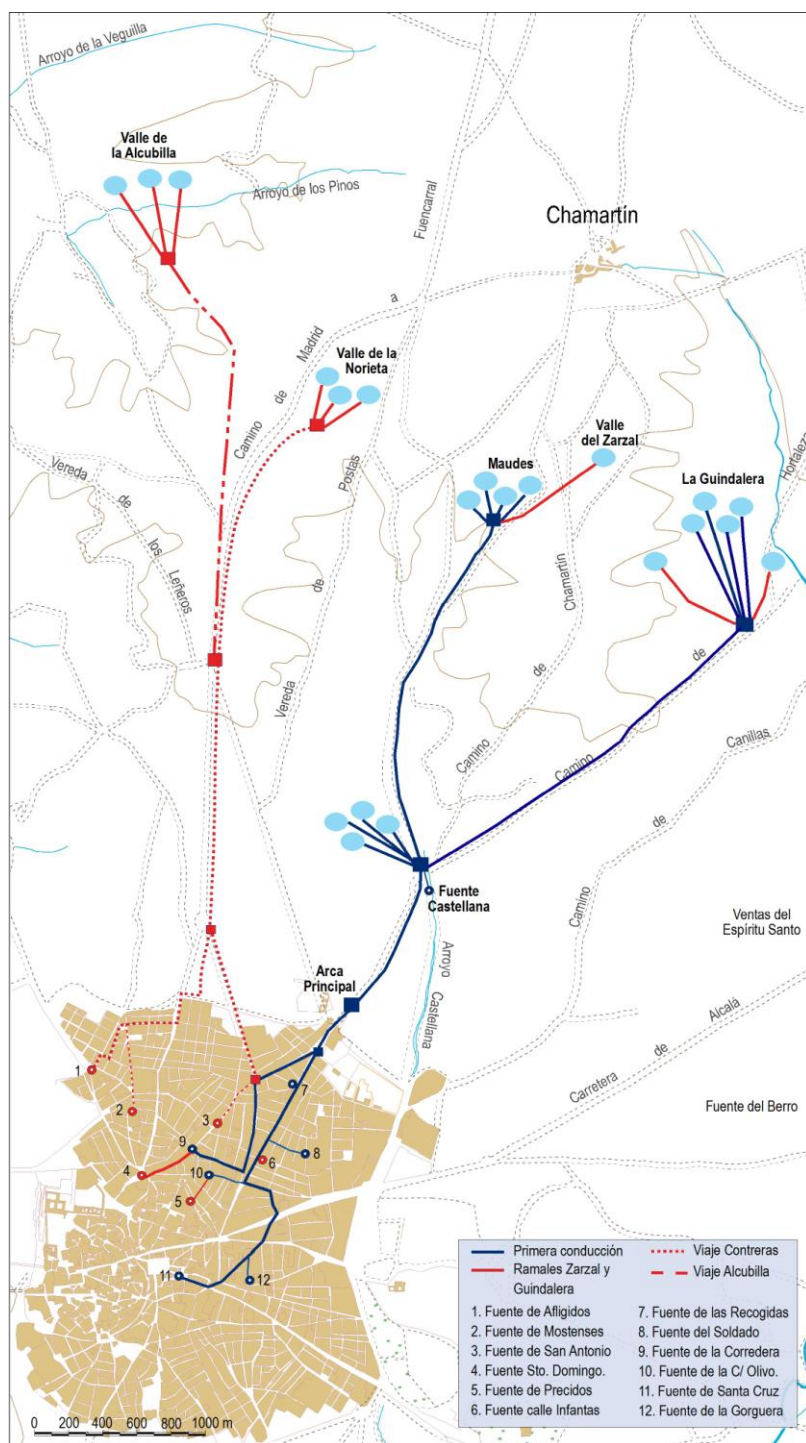 Arroyo de la Veguilla
Valle de
la Alcubilla
Arroyo de los Pinos
Fuencarral
a
Chamartín
Camino de Madrid a
Valle de la
Norieta
Valle
del Zarzal
Maudes
La Guindalera
Hortaleza
Vereda de los Leñeros
Vereda de Postas
Camino de Chamartín
Camino de
Camino de Canillas
Fuente
Castellana
Ventas del
Espíritu Santo
Arca
Principal
Arroyo Castellana
Carretera de Alcalá
Fuente del Berro
1
2
3
4
5
6
7
8
9
10
11
12
Primera conducción
Ramales Zarzal y
Guindalera
Viaje Contreras
Viaje Alcubilla
1. Fuente de Afligidos
2. Fuente de Mostenses
3. Fuente de San Antonio
4. Fuente Sto. Domingo.
5. Fuente de Precidos
6. Fuente calle Infantas
7. Fuente de las Recogidas
8. Fuente del Soldado
9. Fuente de la Corredera
10. Fuente de la C/ Olivo.
11. Fuente de Santa Cruz
12. Fuente de la Gorguera
0 200 400 600 800 1000 m